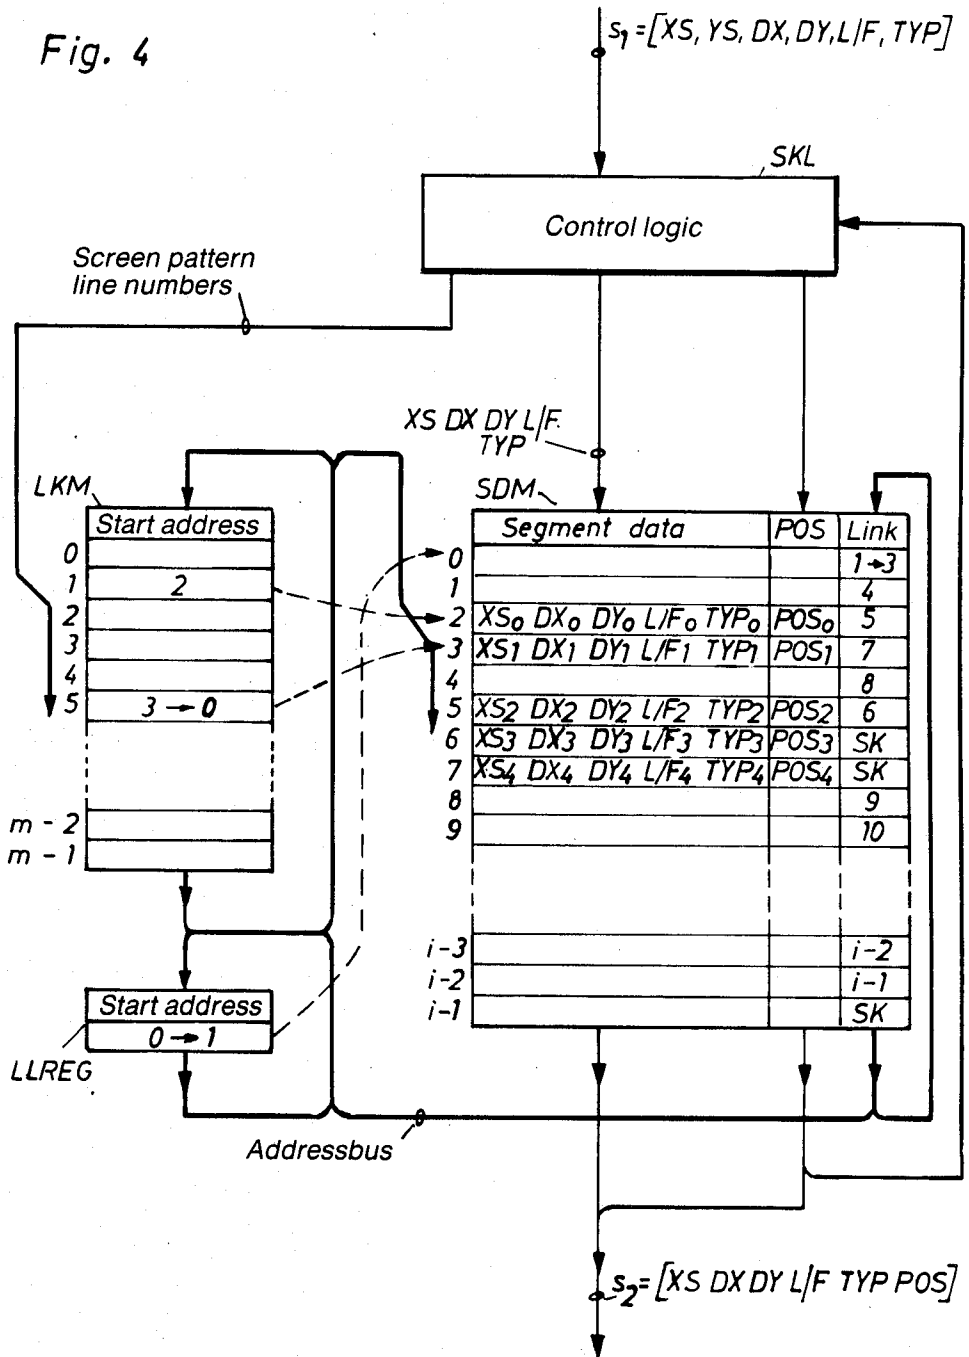 Fig. 4
s₁=[XS, YS, DX, DY, L/F, TYP]
SKL
Control logic
Screen pattern
line numbers
XS DX DY L/F.
TYP
LKM
Start address
0
1 2
2
3
4
5 3→0
m-2
m-1
SDM
Segment data POS Link
0 1→3
1 4
2 XS₀ DX₀ DY₀ L/F₀ TYP₀ POS₀ 5
3 XS₁ DX₁ DY₁ L/F₁ TYP₁ POS₁ 7
4 8
5 XS₂ DX₂ DY₂ L/F₂ TYP₂ POS₂ 6
6 XS₃ DX₃ DY₃ L/F₃ TYP₃ POS₃ SK
7 XS₄ DX₄ DY₄ L/F₄ TYP₄ POS₄ SK
8 9
9 10
i-3 i-2
i-2 i-1
i-1 SK
Start address
0→1
LLREG
Addressbus
s₂=[XS DX DY L/F TYP POS]